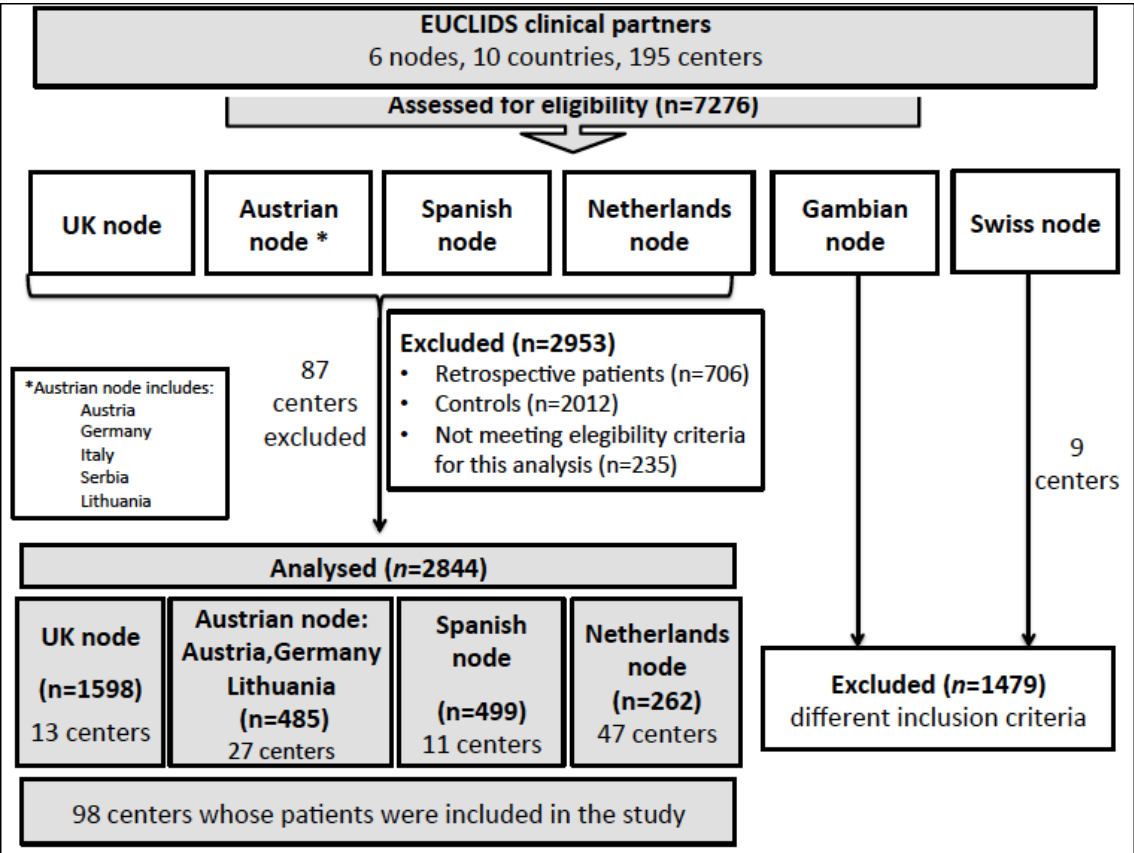 EUCLIDS clinical partners
6 nodes, 10 countries, 195 centers
Assessed for eligibility (n=7276)
UK node
Austrian
node *
Spanish
node
Netherlands
node
Gambian
node
Swiss node
87
centers
excluded
Excluded (n=2953)
• Retrospective patients (n=706)
• Controls (n=2012)
• Not meeting elegibility criteria
for this analysis (n=235)
*Austrian node includes:
Austria
Germany
Italy
Serbia
Lithuania
9
centers
Analysed (n=2844)
UK node
(n=1598)
13 centers
Austrian node:
Austria,Germany
Lithuania
(n=485)
27 centers
Spanish
node
(n=499)
11 centers
Netherlands
node
(n=262)
47 centers
Excluded (n=1479)
different inclusion criteria
98 centers whose patients were included in the study